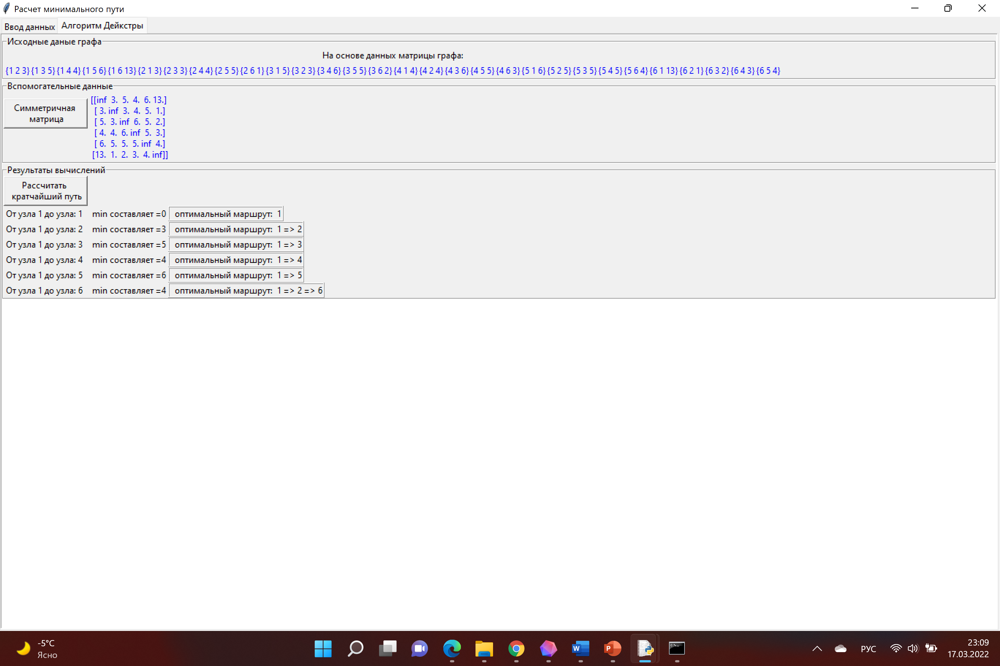 Расчет минимального пути
Ввод данных
Алгоритм Дейкстры
Исходные даные графа
На основе данных матрицы графа:
{1 2 3} {1 3 5} {1 4 4} {1 5 6} {1 6 13} {2 1 3} {2 3 3} {2 4 4} {2 5 5} {2 6 1} {3 1 5} {3 2 3} {3 4 6} {3 5 5} {3 6 2} {4 1 4} {4 2 4} {4 3 6} {4 5 5} {4 6 3} {5 1 6} {5 2 5} {5 3 5} {5 4 5} {5 6 4} {6 1 13} {6 2 1} {6 3 2} {6 4 3} {6 5 4}
Вспомогательные данные
Симметричная
матрица
[[inf 3. 5. 4. 6. 13.]
[ 3. inf 3. 4. 5. 1.]
[ 5. 3. inf 6. 5. 2.]
[ 4. 4. 6. inf 5. 3.]
[ 6. 5. 5. 5. inf 4.]
[13. 1. 2. 3. 4. inf]]
Результаты вычислений
Рассчитать
кратчайший путь
От узла 1 до узла: 1 min составляет =0 оптимальный маршрут: 1
От узла 1 до узла: 2 min составляет =3 оптимальный маршрут: 1 => 2
От узла 1 до узла: 3 min составляет =5 оптимальный маршрут: 1 => 3
От узла 1 до узла: 4 min составляет =4 оптимальный маршрут: 1 => 4
От узла 1 до узла: 5 min составляет =6 оптимальный маршрут: 1 => 5
От узла 1 до узла: 6 min составляет =4 оптимальный маршрут: 1 => 2 => 6
-5°C
Ясно
РУС
23:09
17.03.2022